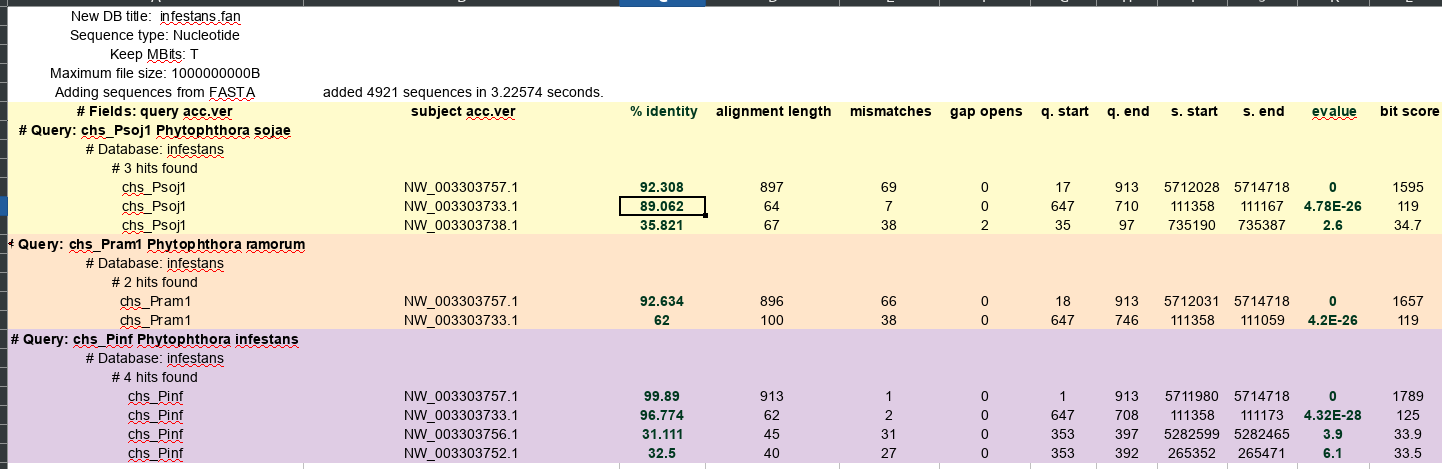 New DB title: infestans.fan
Sequence type: Nucleotide
Keep MBits: T
Maximum file size: 1000000000B
Adding sequences from FASTA added 4921 sequences in 3.22574 seconds.
# Fields: query acc.ver subject acc.ver % identity alignment length mismatches gap opens q. start q. end s. start s. end evalue bit score
# Query: chs_Psoj1 Phytophthora sojae
# Database: infestans
# 3 hits found
chs_Psoj1 NW_003303757.1 92.308 897 69 0 17 913 5712028 5714718 0 1595
chs_Psoj1 NW_003303733.1 89.062 64 7 0 647 710 111358 111167 4.78E-26 119
chs_Psoj1 NW_003303738.1 35.821 67 38 2 35 97 735190 735387 2.6 34.7
# Query: chs_Pram1 Phytophthora ramorum
# Database: infestans
# 2 hits found
chs_Pram1 NW_003303757.1 92.634 896 66 0 18 913 5712031 5714718 0 1657
chs_Pram1 NW_003303733.1 62 100 38 0 647 746 111358 111059 4.2E-26 119
# Query: chs_Pinf Phytophthora infestans
# Database: infestans
# 4 hits found
chs_Pinf NW_003303757.1 99.89 913 1 0 1 913 5711980 5714718 0 1789
chs_Pinf NW_003303733.1 96.774 62 2 0 647 708 111358 111173 4.32E-28 125
chs_Pinf NW_003303756.1 31.111 45 31 0 353 397 5282599 5282465 3.9 33.9
chs_Pinf NW_003303752.1 32.5 40 27 0 353 392 265352 265471 6.1 33.5